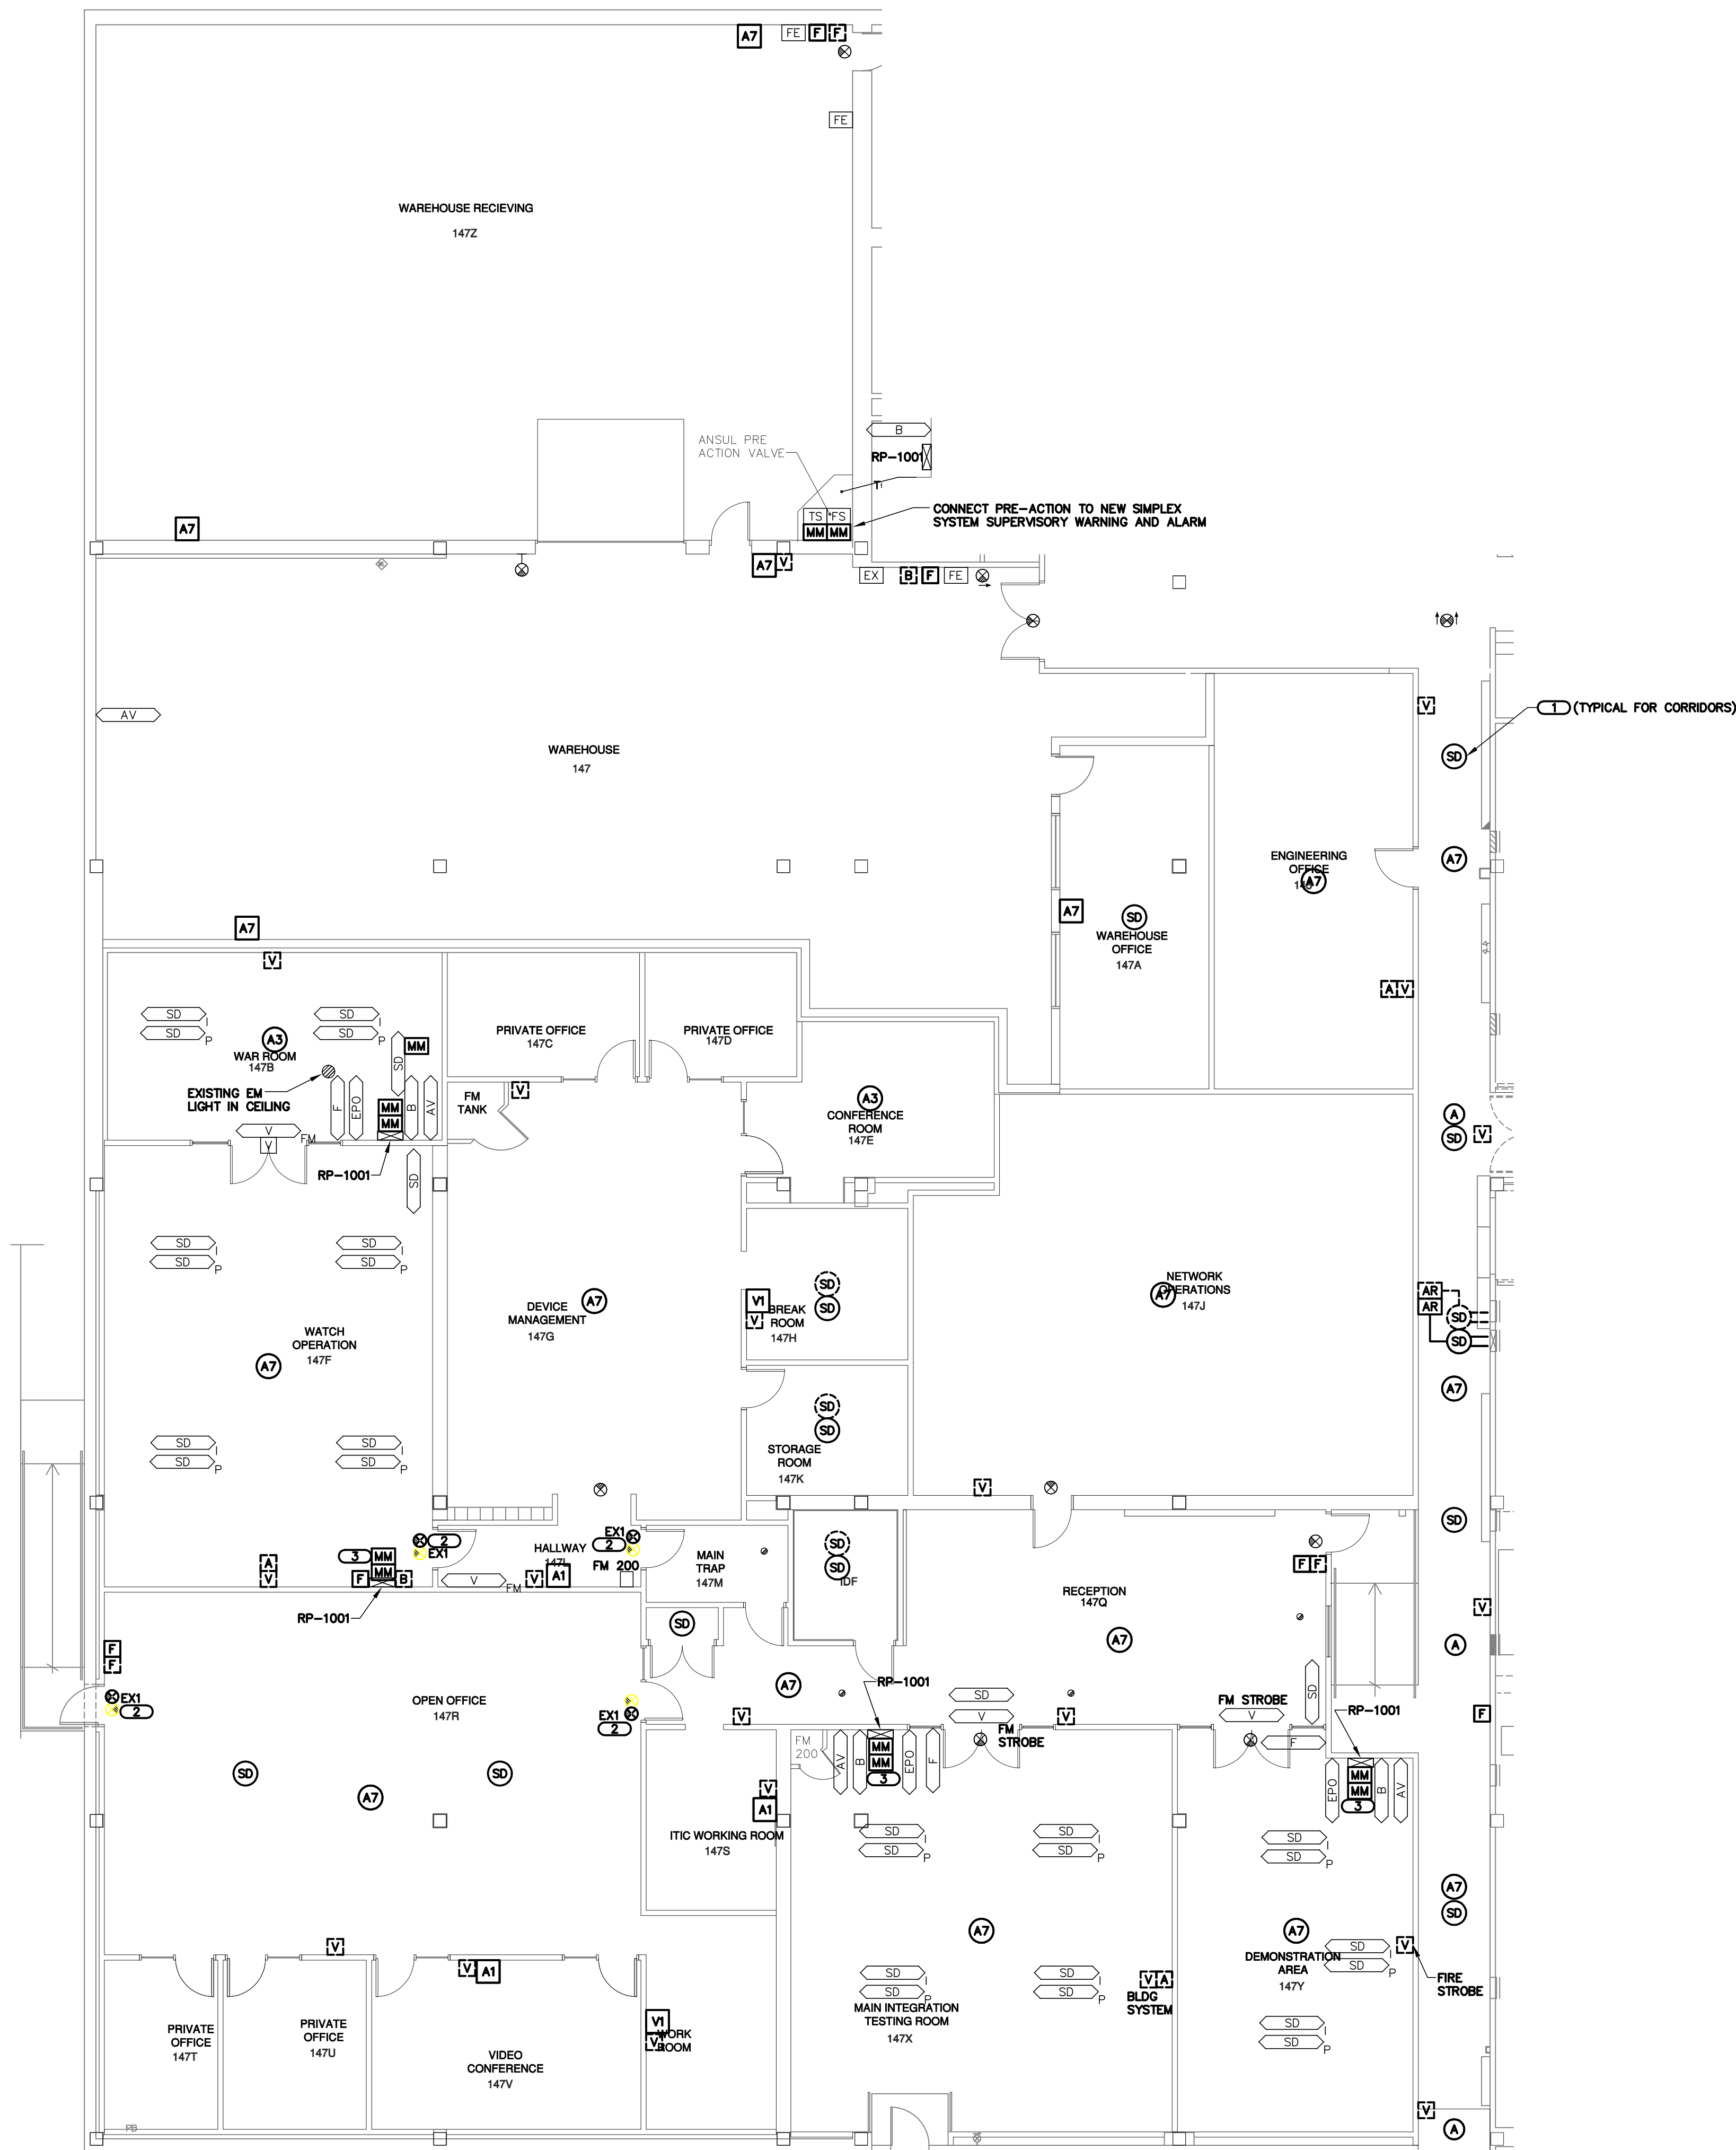 A7
FE
F
F
FE
WAREHOUSE RECIEVING
147Z
B
ANSUL PRE
ACTION VALVE
RP-1001
TS
FS
MM
MM
CONNECT PRE-ACTION TO NEW SIMPLEX
SYSTEM SUPERVISORY WARNING AND ALARM
A7
A7
V
EX
B
F
FE
AV
V
1 (TYPICAL FOR CORRIDORS)
WAREHOUSE
147
SD
A7
ENGINEERING
OFFICE
A7
A7
A7
SD
WAREHOUSE
OFFICE
147A
V
A
V
SD
I
SD
P
SD
I
SD
P
A3
WAR ROOM
147B
SD
MM
PRIVATE OFFICE
147C
PRIVATE OFFICE
147D
EXISTING EM
LIGHT IN CEILING
F
EPO
MM
MM
B
AV
V
V
FM
RP-1001
FM
TANK
V
A3
CONFERENCE
ROOM
147E
A
SD
V
SD
SD
I
SD
P
SD
I
SD
P
WATCH
OPERATION
147F
A7
DEVICE
MANAGEMENT
147G
A7
V1
V
SD
SD
BREAK
ROOM
147H
NETWORK
OPERATIONS
A7
147J
AR
AR
SD
SD
A7
SD
I
SD
P
SD
I
SD
P
SD
SD
STORAGE
ROOM
147K
V
SD
2
EX1
EX1
2
HALLWAY
147L
FM 200
A
V
3
MM
MM
F
B
V
FM
V
A1
MAIN
TRAP
147M
SD
SD
IDF
F
F
RECEPTION
147Q
A7
V
A
RP-1001
SD
F
F
EX1
2
OPEN OFFICE
147R
EX1
2
A7
RP-1001
SD
V
FM
STROBE
V
V
FM STROBE
V
F
SD
RP-1001
F
SD
A7
SD
FM
200
AV
B
MM
MM
3
EPO
F
EPO
MM
MM
3
B
AV
V
A1
ITIC WORKING ROOM
147S
SD
I
SD
P
SD
I
SD
P
SD
I
SD
P
A7
SD
A7
A7
V
V
A1
DEMONSTRATION
AREA
147Y
SD
I
SD
P
V
FIRE
STROBE
SD
I
SD
P
SD
I
SD
P
V
A
BLDG
SYSTEM
MAIN INTEGRATION
TESTING ROOM
147X
SD
I
SD
P
PRIVATE
OFFICE
147T
PRIVATE
OFFICE
147U
VIDEO
CONFERENCE
147V
V1
V
WORK
ROOM
PB
V
A